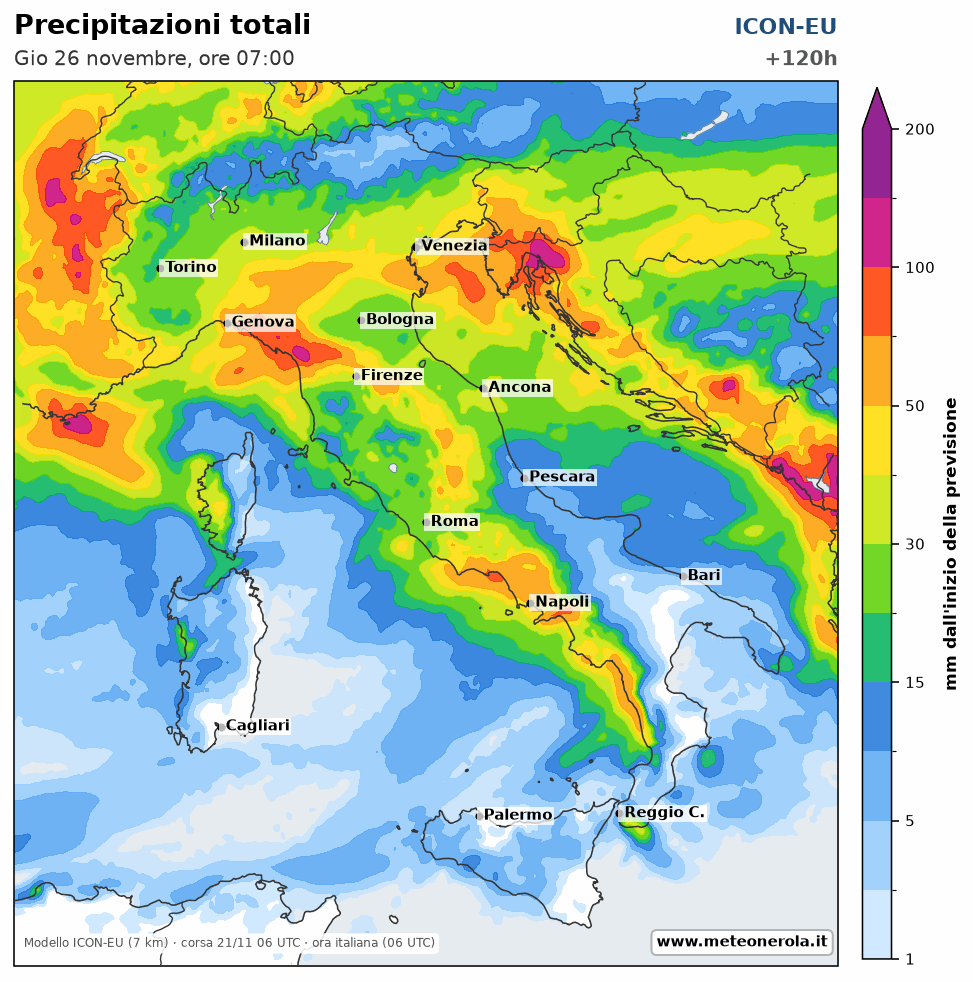 Precipitazioni totali
ICON-EU
Gio 26 novembre, ore 07:00
+120h
Milano
Venezia
Torino
Genova
Bologna
Firenze
Ancona
Pescara
Roma
Bari
Napoli
Cagliari
Palermo
Reggio C.
200
100
50
30
15
5
1
mm dall'inizio della previsione
Modello ICON-EU (7 km) · corsa 21/11 06 UTC · ora italiana (06 UTC)
www.meteonerola.it